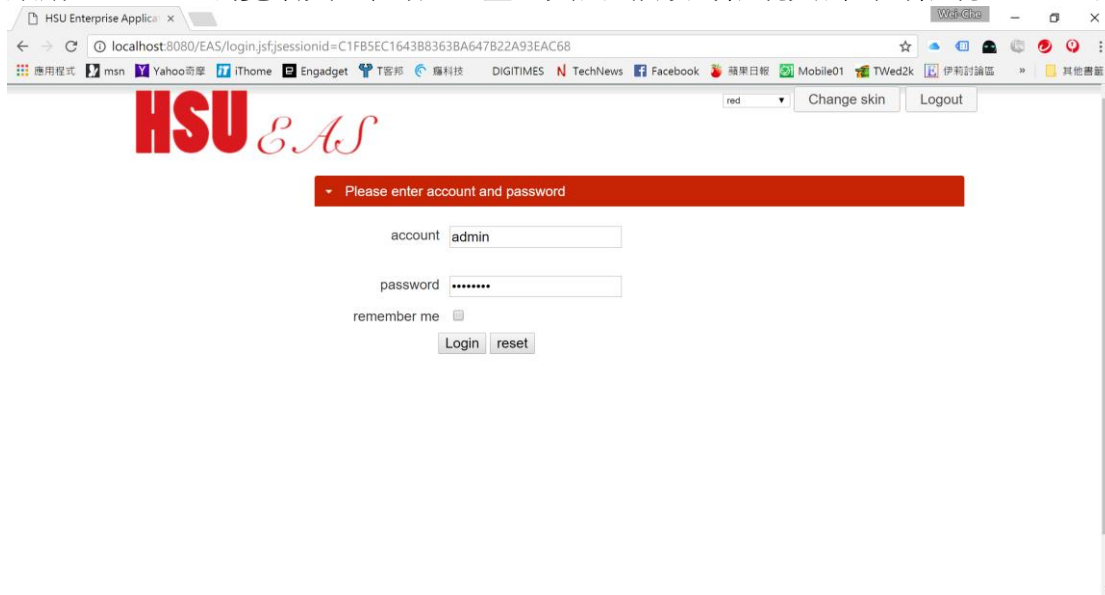 HSU Enterprise Applicat
Wei-Che
localhost:8080/EAS/login.jsf;jsessionid=C1FB5EC1643B8363BA647B22A93EAC68
應用程式 msn Yahoo奇摩 iThome Engadget T客邦 癮科技 DIGITIMES TechNews Facebook 蘋果日報 Mobile01 TWed2k 伊莉討論區 » 其他書籤
HSU EAS
red Change skin Logout
Please enter account and password
account admin
password ••••••••
remember me
Login reset